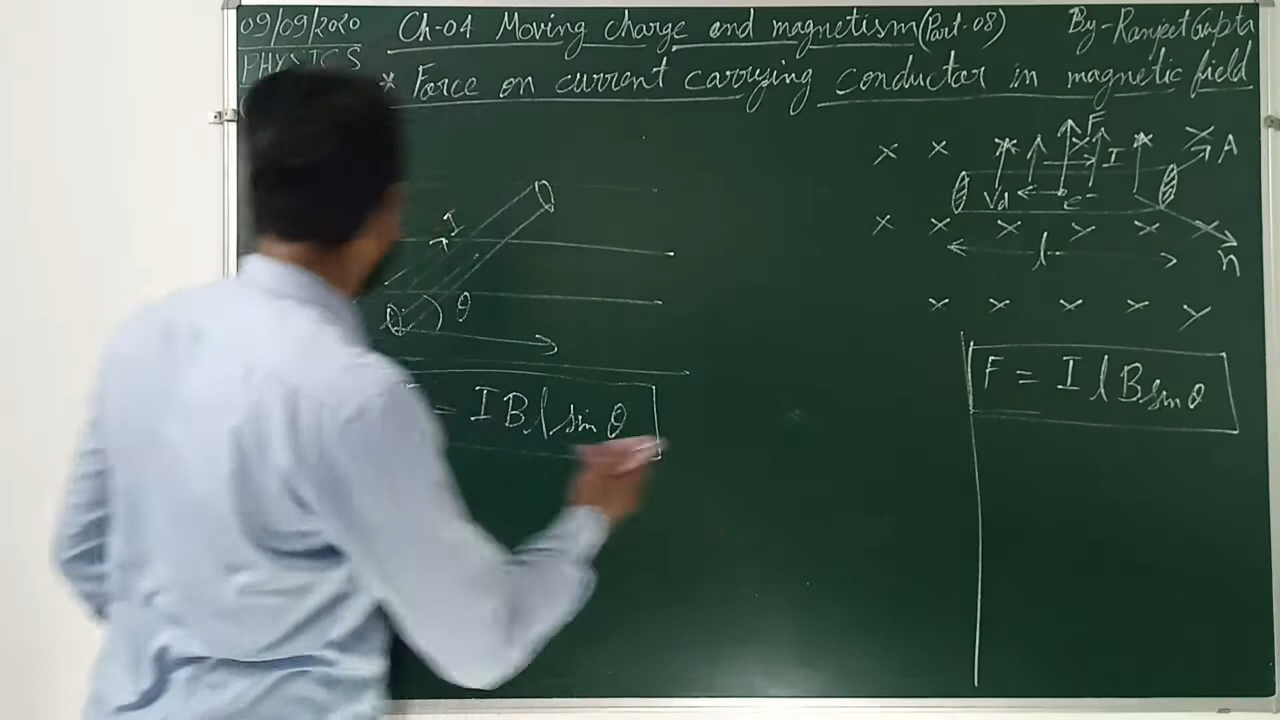 09/09/2020 Ch-04 Moving charge and magnetism (Part-08) By-Ranjeet Gupta
PHYSICS
* Force on current carrying conductor in magnetic field
F
I
A
Vd e-
l
n
I
θ
= I B l sin θ
F = I l B sin θ